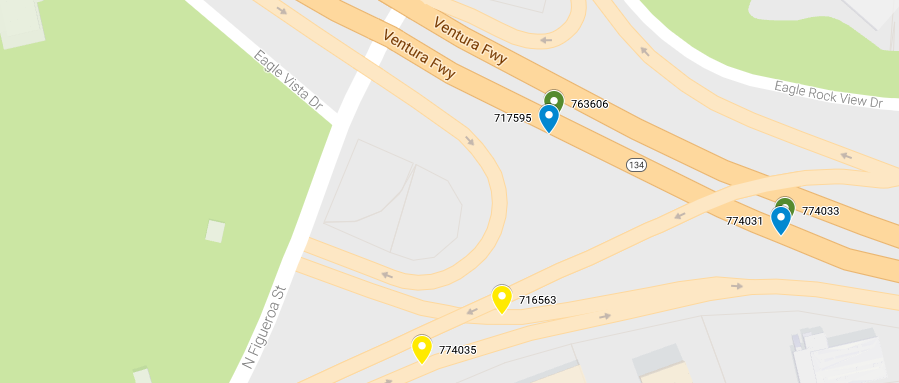 Ventura Fwy
Ventura Fwy
Eagle Vista Dr
Eagle Rock View Dr
763606
717595
134
774033
774031
716563
774035
N Figueroa St